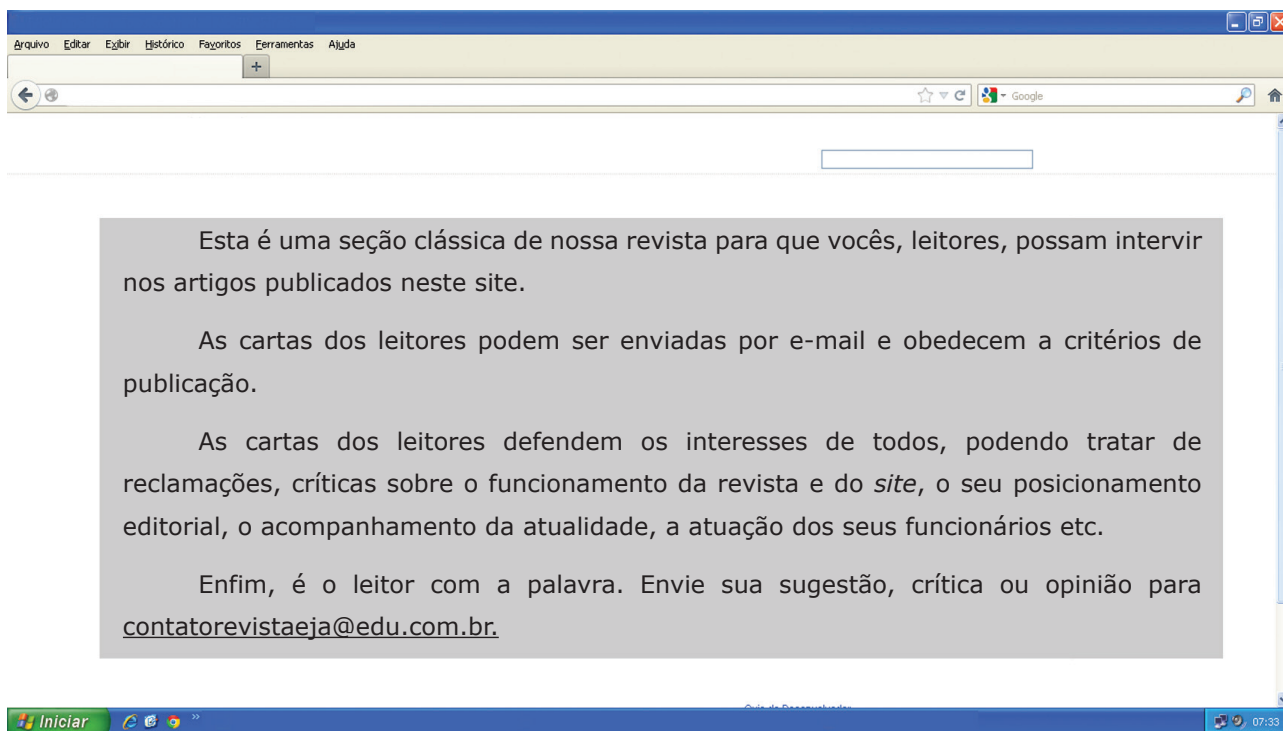 Arquivo Editar Exibir Histórico Favoritos Ferramentas Ajuda
+
Google
Esta é uma seção clássica de nossa revista para que vocês, leitores, possam intervir
nos artigos publicados neste site.
As cartas dos leitores podem ser enviadas por e-mail e obedecem a critérios de
publicação.
As cartas dos leitores defendem os interesses de todos, podendo tratar de
reclamações, críticas sobre o funcionamento da revista e do site, o seu posicionamento
editorial, o acompanhamento da atualidade, a atuação dos seus funcionários etc.
Enfim, é o leitor com a palavra. Envie sua sugestão, crítica ou opinião para
contatorevistaeja@edu.com.br.
Iniciar
07:33